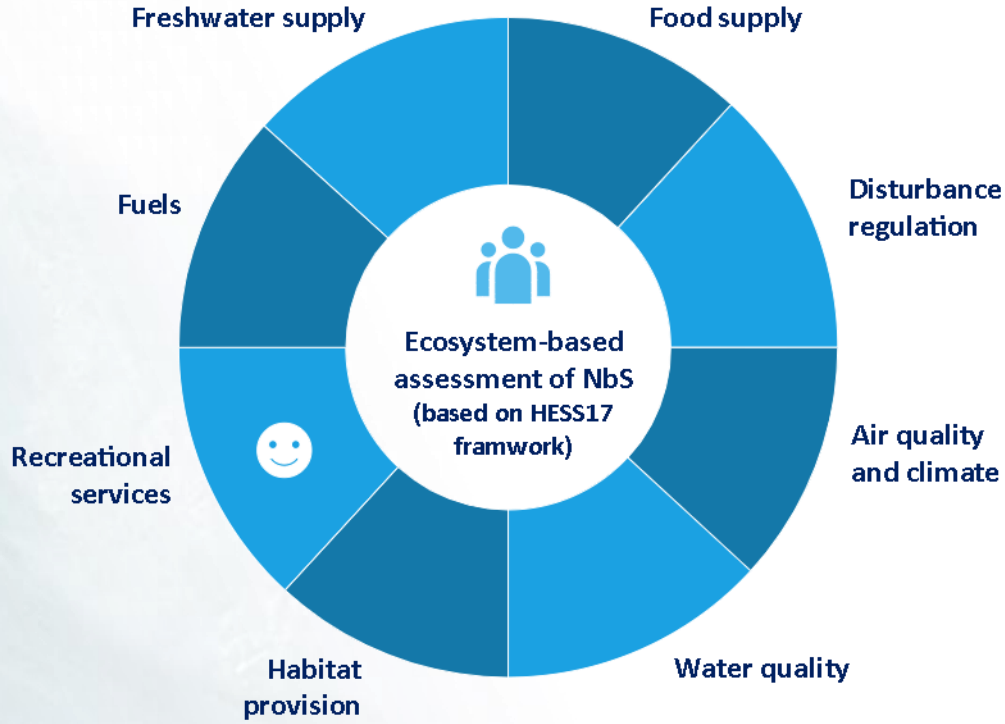 Freshwater supply
Food supply
Fuels
Disturbance
regulation
Ecosystem-based
assessment of NbS
(based on HESS17
framwork)
Recreational
services
Air quality
and climate
Habitat
provision
Water quality